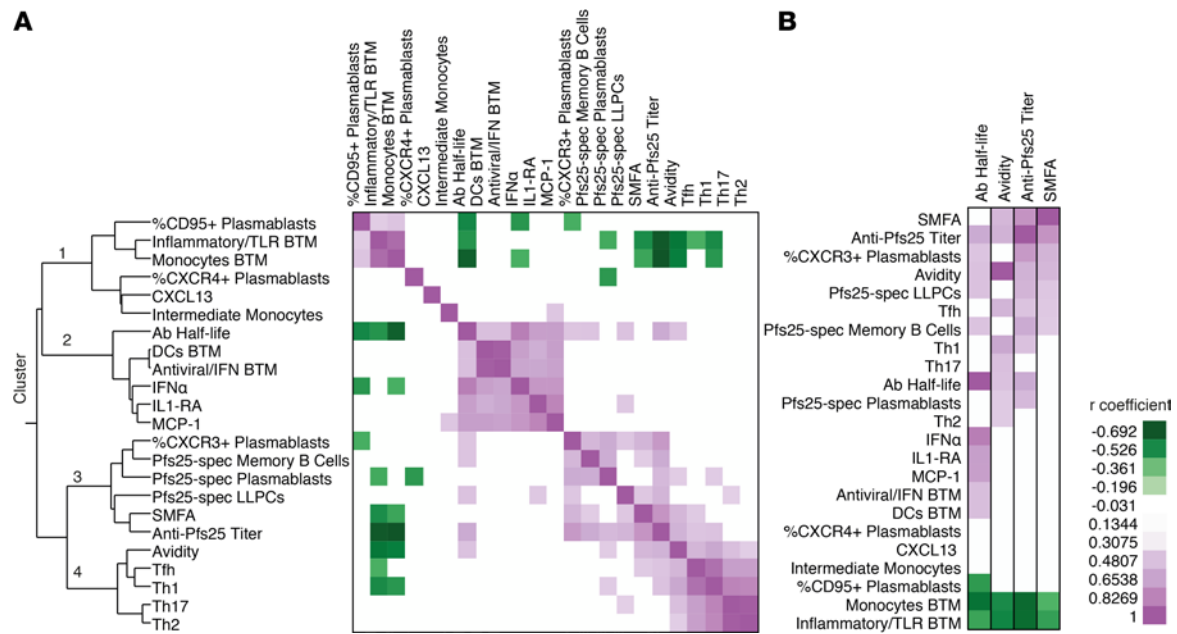 A
B
%CD95+ Plasmablasts
Inflammatory/TLR BTM
Monocytes BTM
%CXCR4+ Plasmablasts
CXCL13
Intermediate Monocytes
Ab Half-life
DCs BTM
Antiviral/IFN BTM
IFNα
IL1-RA
MCP-1
%CXCR3+ Plasmablasts
Pfs25-spec Memory B Cells
Pfs25-spec Plasmablasts
Pfs25-spec LLPCs
SMFA
Anti-Pfs25 Titer
Avidity
Tfh
Th1
Th17
Th2
Cluster
1
2
3
4
%CD95+ Plasmablasts
Inflammatory/TLR BTM
Monocytes BTM
%CXCR4+ Plasmablasts
CXCL13
Intermediate Monocytes
Ab Half-life
DCs BTM
Antiviral/IFN BTM
IFNα
IL1-RA
MCP-1
%CXCR3+ Plasmablasts
Pfs25-spec Memory B Cells
Pfs25-spec Plasmablasts
Pfs25-spec LLPCs
SMFA
Anti-Pfs25 Titer
Avidity
Tfh
Th1
Th17
Th2
Ab Half-life
Avidity
Anti-Pfs25 Titer
SMFA
SMFA
Anti-Pfs25 Titer
%CXCR3+ Plasmablasts
Avidity
Pfs25-spec LLPCs
Tfh
Pfs25-spec Memory B Cells
Th1
Th17
Ab Half-life
Pfs25-spec Plasmablasts
Th2
IFNα
IL1-RA
MCP-1
Antiviral/IFN BTM
DCs BTM
%CXCR4+ Plasmablasts
CXCL13
Intermediate Monocytes
%CD95+ Plasmablasts
Monocytes BTM
Inflammatory/TLR BTM
r coefficient
-0.692
-0.526
-0.361
-0.196
-0.031
0.1344
0.3075
0.4807
0.6538
0.8269
1